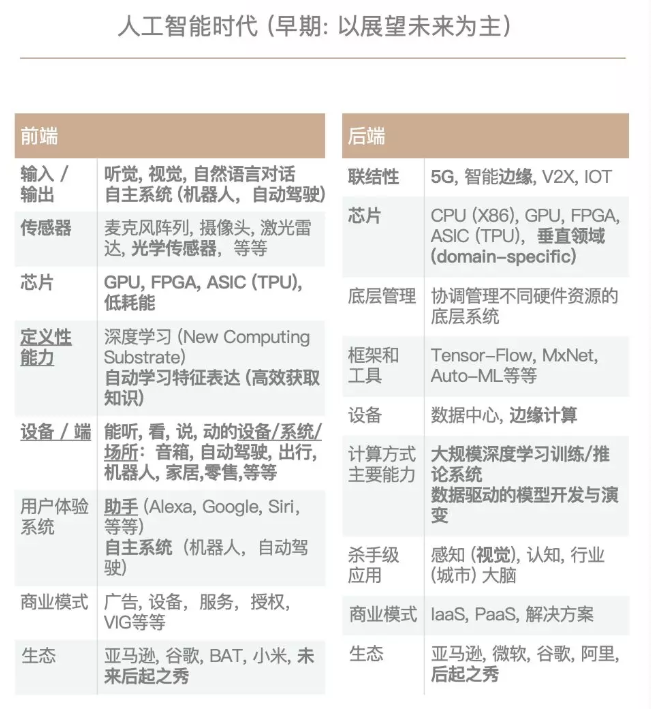 人工智能时代（早期：以展望未来为主）
前端
输入 /
输出
听觉, 视觉, 自然语言对话
自主系统（机器人，自动驾驶）
传感器
麦克风阵列, 摄像头, 激光雷
达, 光学传感器，等等
芯片
GPU, FPGA, ASIC (TPU),
低耗能
定义性
能力
深度学习 (New Computing
Substrate)
自动学习特征表达 (高效获取
知识)
设备 / 端
能听, 看, 说, 动的设备/系统/
场所：音箱, 自动驾驶, 出行,
机器人, 家居,零售,等等
用户体验
系统
助手 (Alexa, Google, Siri,
等等)
自主系统（机器人，自动驾
驶)
商业模式
广告, 设备，服务，授权,
VIG等等
生态
亚马逊, 谷歌, BAT, 小米, 未
来后起之秀
后端
联结性
5G, 智能边缘, V2X, IOT
芯片
CPU (X86), GPU, FPGA,
ASIC (TPU)，垂直领域
(domain-specific)
底层管理
协调管理不同硬件资源的
底层系统
框架和
工具
Tensor-Flow, MxNet,
Auto-ML等等
设备
数据中心, 边缘计算
计算方式
主要能力
大规模深度学习训练/推
论系统
数据驱动的模型开发与演
变
杀手级
应用
感知 (视觉), 认知, 行业
(城市) 大脑
商业模式
IaaS, PaaS, 解决方案
生态
亚马逊, 微软, 谷歌, 阿里,
后起之秀